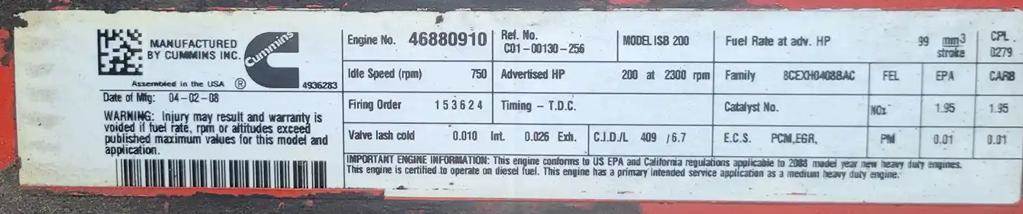 MANUFACTURED
BY CUMMINS INC.
Cummins
Assembled in the USA ® 4936283
Date of Mfg: 04-02-08
WARNING: Injury may result and warranty is
voided if fuel rate, rpm or altitudes exceed
published maximum values for this model and
application.
Engine No. 46880910 Ref. No. C01-00130-256 MODEL ISB 200 Fuel Rate at adv. HP 99 mm3 stroke CPL. 0279
Idle Speed (rpm) 750 Advertised HP 200 at 2300 rpm Family 8CEXH0408BAC FEL EPA CARB
Firing Order 1 5 3 6 2 4 Timing - T.D.C. Catalyst No. NOx 1.95 1.95
Valve lash cold 0.010 Int. 0.026 Exh. C.I.D./L 409 /6.7 E.C.S. PCM,EGR, PM 0.01 0.01
IMPORTANT ENGINE INFORMATION: This engine conforms to US EPA and California regulations applicable to 2008 model year new heavy duty engines.
This engine is certified to operate on diesel fuel. This engine has a primary intended service application as a medium heavy duty engine.